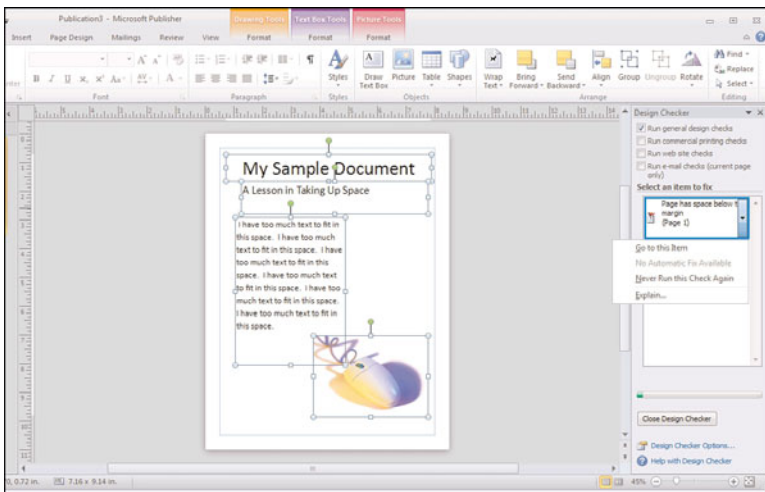 Publication3 - Microsoft Publisher
Drawing Tools Text Box Tools Picture Tools
Insert Page Design Mailings Review View Format Format Format
Styles
Draw Text Box
Picture
Table
Shapes
Wrap Text
Bring Forward
Send Backward
Align
Group
Ungroup
Rotate
Find
Replace
Select
Font Paragraph Styles Objects Arrange Editing
My Sample Document
A Lesson in Taking Up Space
I have too much text to fit in
this space. I have too much
text to fit in this space. I have
too much text to fit in this
space. I have too much text
to fit in this space. I have too
much text to fit in this space.
I have too much text to fit in
this space.
Design Checker
Run general design checks
Run commercial printing checks
Run web site checks
Run e-mail checks (current page
only)
Select an item to fix
Page has space below t
margin
(Page 1)
Go to this Item
No Automatic Fix Available
Never Run this Check Again
Explain...
Close Design Checker
Design Checker Options...
Help with Design Checker
0, 0.72 in. 7.16 x 9.14 in. 45%